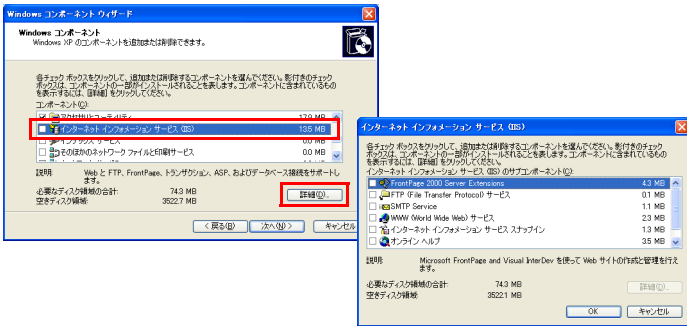 Windows コンポーネント ウィザード
Windows コンポーネント
Windows XP のコンポーネントを追加または削除できます。
各チェック ボックスをクリックして、追加または削除するコンポーネントを選んでください。影付きのチェック
ボックスは、コンポーネントの一部がインストールされることを表します。コンポーネントに含まれているもの
を表示するには、[詳細] をクリックしてください。
コンポーネント(C):
アクセサリとユーティリティ 17.9 MB
インターネット インフォメーション サービス (IIS) 13.5 MB
インデックス サービス 0.0 MB
そのほかのネットワーク ファイルと印刷サービス 0.0 MB
説明: Web と FTP、FrontPage、トランザクション、ASP、およびデータベース接続をサポートし
ます。
必要なディスク領域の合計: 74.3 MB
空きディスク領域: 3522.7 MB
詳細(D)...
< 戻る(B)
次へ(N) >
キャンセル
インターネット インフォメーション サービス (IIS)
各チェック ボックスをクリックして、追加または削除するコンポーネントを選んでください。影付きのチェック
ボックスは、コンポーネントの一部がインストールされることを表します。コンポーネントに含まれているもの
を表示するには、[詳細] をクリックしてください。
インターネット インフォメーション サービス (IIS) のサブコンポーネント(C):
FrontPage 2000 Server Extensions 4.3 MB
FTP (File Transfer Protocol) サービス 0.1 MB
SMTP Service 1.1 MB
WWW (World Wide Web) サービス 2.3 MB
インターネット インフォメーション サービス スナップイン 1.3 MB
オンライン ヘルプ 3.5 MB
説明: Microsoft FrontPage and Visual InterDev を使って Web サイトの作成と管理を行え
ます。
必要なディスク領域の合計: 74.3 MB
空きディスク領域: 3522.1 MB
詳細(D)...
OK
キャンセル